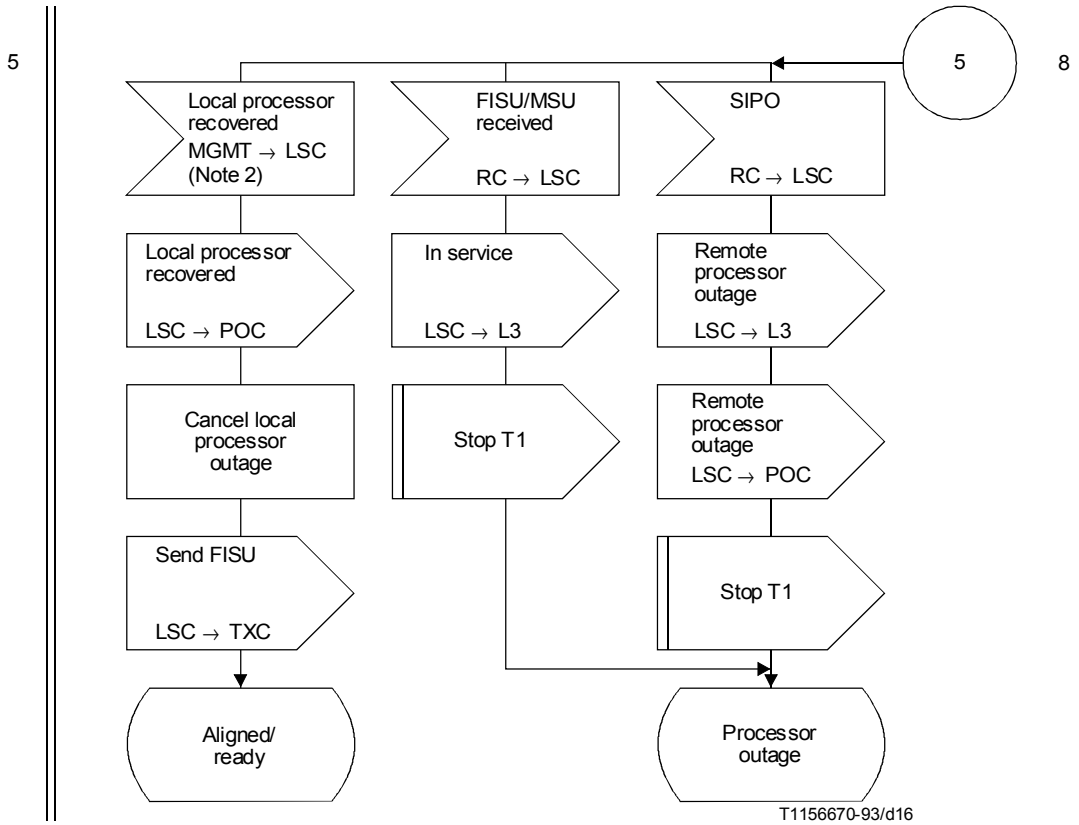 5
5
8
Local processor
recovered
MGMT → LSC
(Note 2)
FISU/MSU
received
RC → LSC
SIPO
RC → LSC
Local processor
recovered
LSC → POC
In service
LSC → L3
Remote
processor
outage
LSC → L3
Cancel local
processor
outage
Stop T1
Remote
processor
outage
LSC → POC
Send FISU
LSC → TXC
Stop T1
Aligned/
ready
Processor
outage
T1156670-93/d16